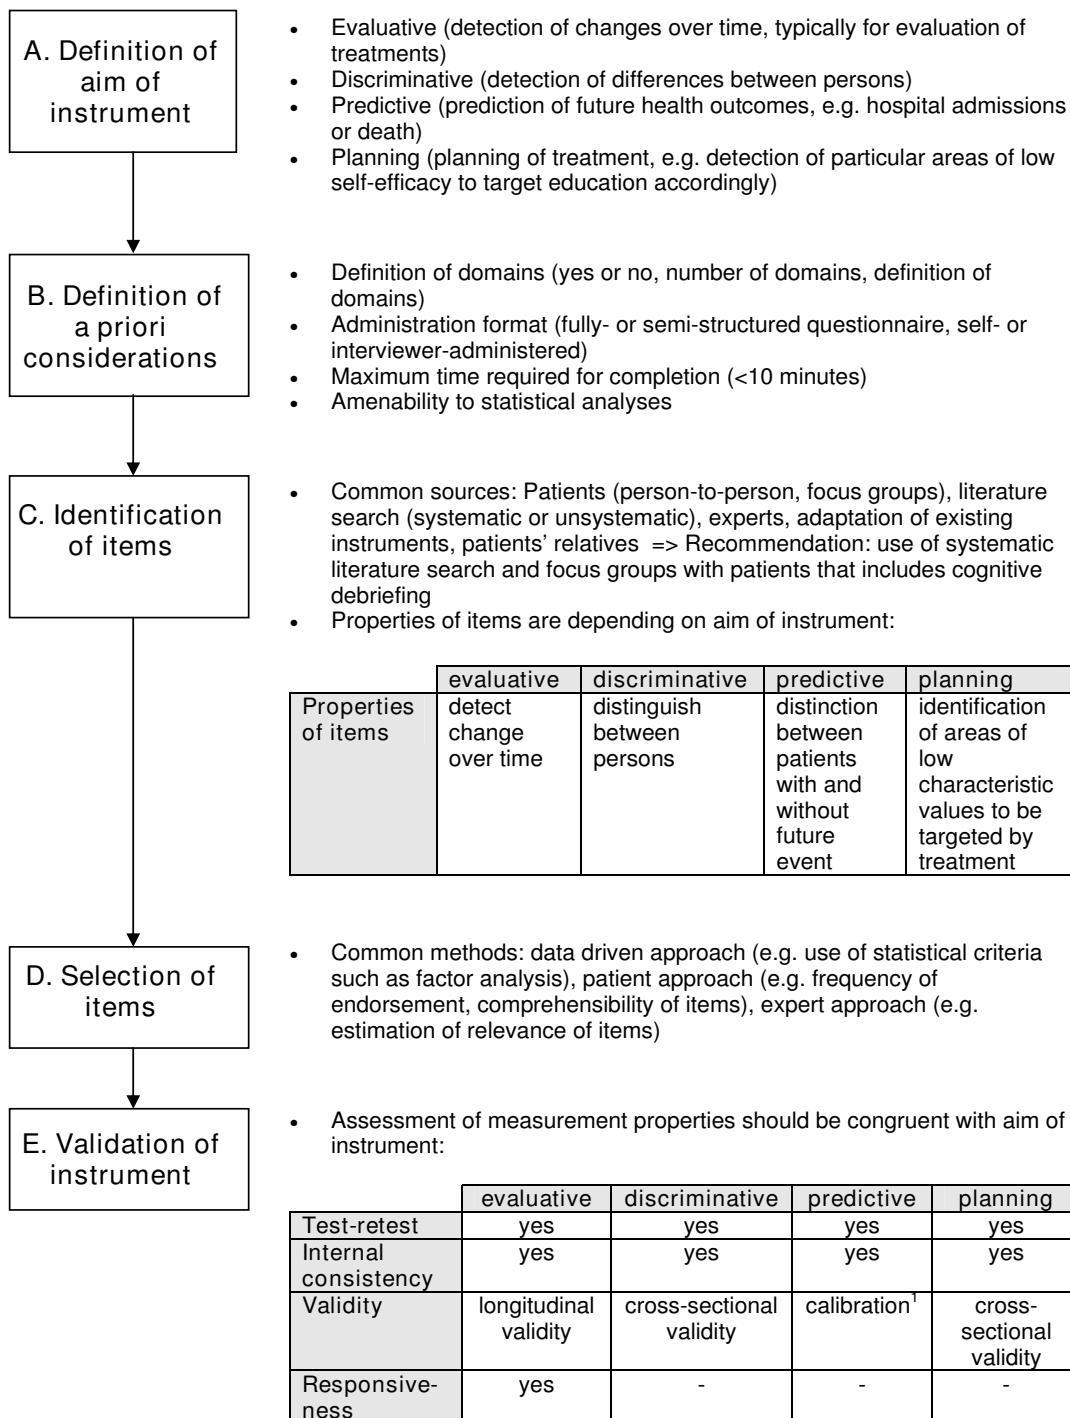 A. Definition of
aim of
instrument
• Evaluative (detection of changes over time, typically for evaluation of
treatments)
• Discriminative (detection of differences between persons)
• Predictive (prediction of future health outcomes, e.g. hospital admissions
or death)
• Planning (planning of treatment, e.g. detection of particular areas of low
self-efficacy to target education accordingly)
B. Definition of
a priori
considerations
• Definition of domains (yes or no, number of domains, definition of
domains)
• Administration format (fully- or semi-structured questionnaire, self- or
interviewer-administered)
• Maximum time required for completion (<10 minutes)
• Amenability to statistical analyses
C. Identification
of items
• Common sources: Patients (person-to-person, focus groups), literature
search (systematic or unsystematic), experts, adaptation of existing
instruments, patients’ relatives => Recommendation: use of systematic
literature search and focus groups with patients that includes cognitive
debriefing
• Properties of items are depending on aim of instrument:
evaluative discriminative predictive planning
Properties detect distinguish distinction identification
of items change between between of areas of
over time persons patients low
with and characteristic
without values to be
future targeted by
event treatment
D. Selection of
items
• Common methods: data driven approach (e.g. use of statistical criteria
such as factor analysis), patient approach (e.g. frequency of
endorsement, comprehensibility of items), expert approach (e.g.
estimation of relevance of items)
E. Validation of
instrument
• Assessment of measurement properties should be congruent with aim of
instrument:
evaluative discriminative predictive planning
Test-retest yes yes yes yes
Internal yes yes yes yes
consistency
Validity longitudinal cross-sectional calibration¹ cross-
validity validity sectional
validity
Responsive- yes - - -
ness